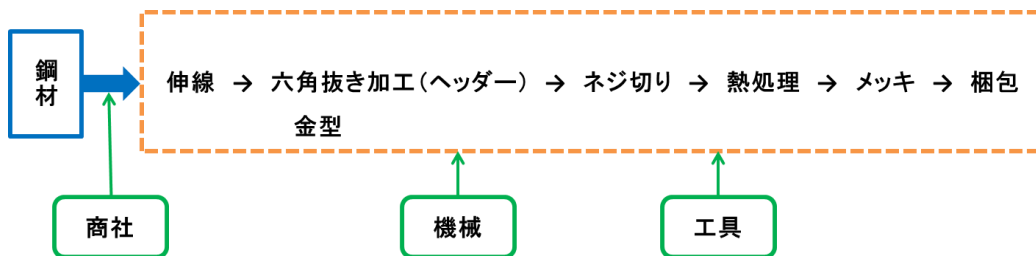 鋼材
伸線 → 六角抜き加工(ヘッダー) → ネジ切り → 熱処理 → メッキ → 梱包
金型
商社
機械
工具